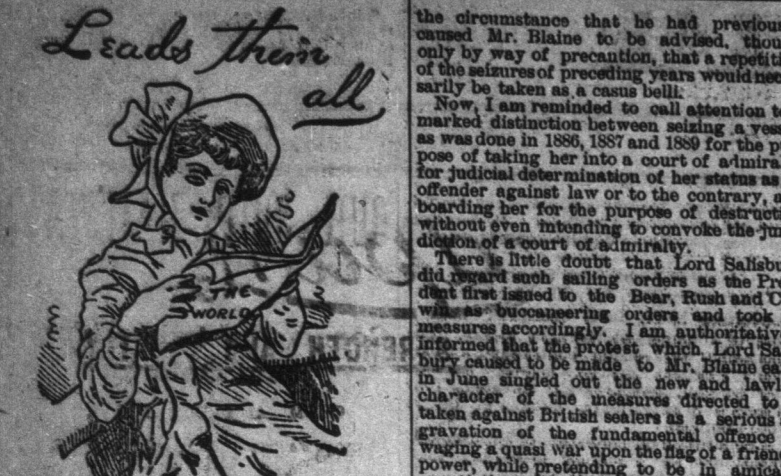 Leads them
all
THE
WORLD
the circumstance that he had previous
caused Mr. Blaine to be advised, thou
only by way of precantion, that a repetiti
of the seizures of preceding years would nec
sarily be taken as a casus belli.
Now, I am reminded to call attention to
marked distinction between seizing a ves
as was done in 1886, 1887 and 1889 for the p
pose of taking her into a court of admira
for judicial determination of her status as
offender against law or to the contrary, a
boarding her for the purpose of destruct
without even intending to convoke the ju
diction of a court of admiralty.
There is little doubt that Lord Salisbu
did regard such sailing orders as the Pre
dent first issued to the Bear, Rush and C
win as buccaneering orders and took
measures accordingly. I am authoritativ
informed that the protest which Lord Sa
bury caused to be made to Mr. Blaine ea
in June singled out the new and law
character of the measures directed to
taken against British sealers as a serious
gravation of the fundamental offence
waging a quasi war upon the flag of a frien
power, while pretending to be in amit